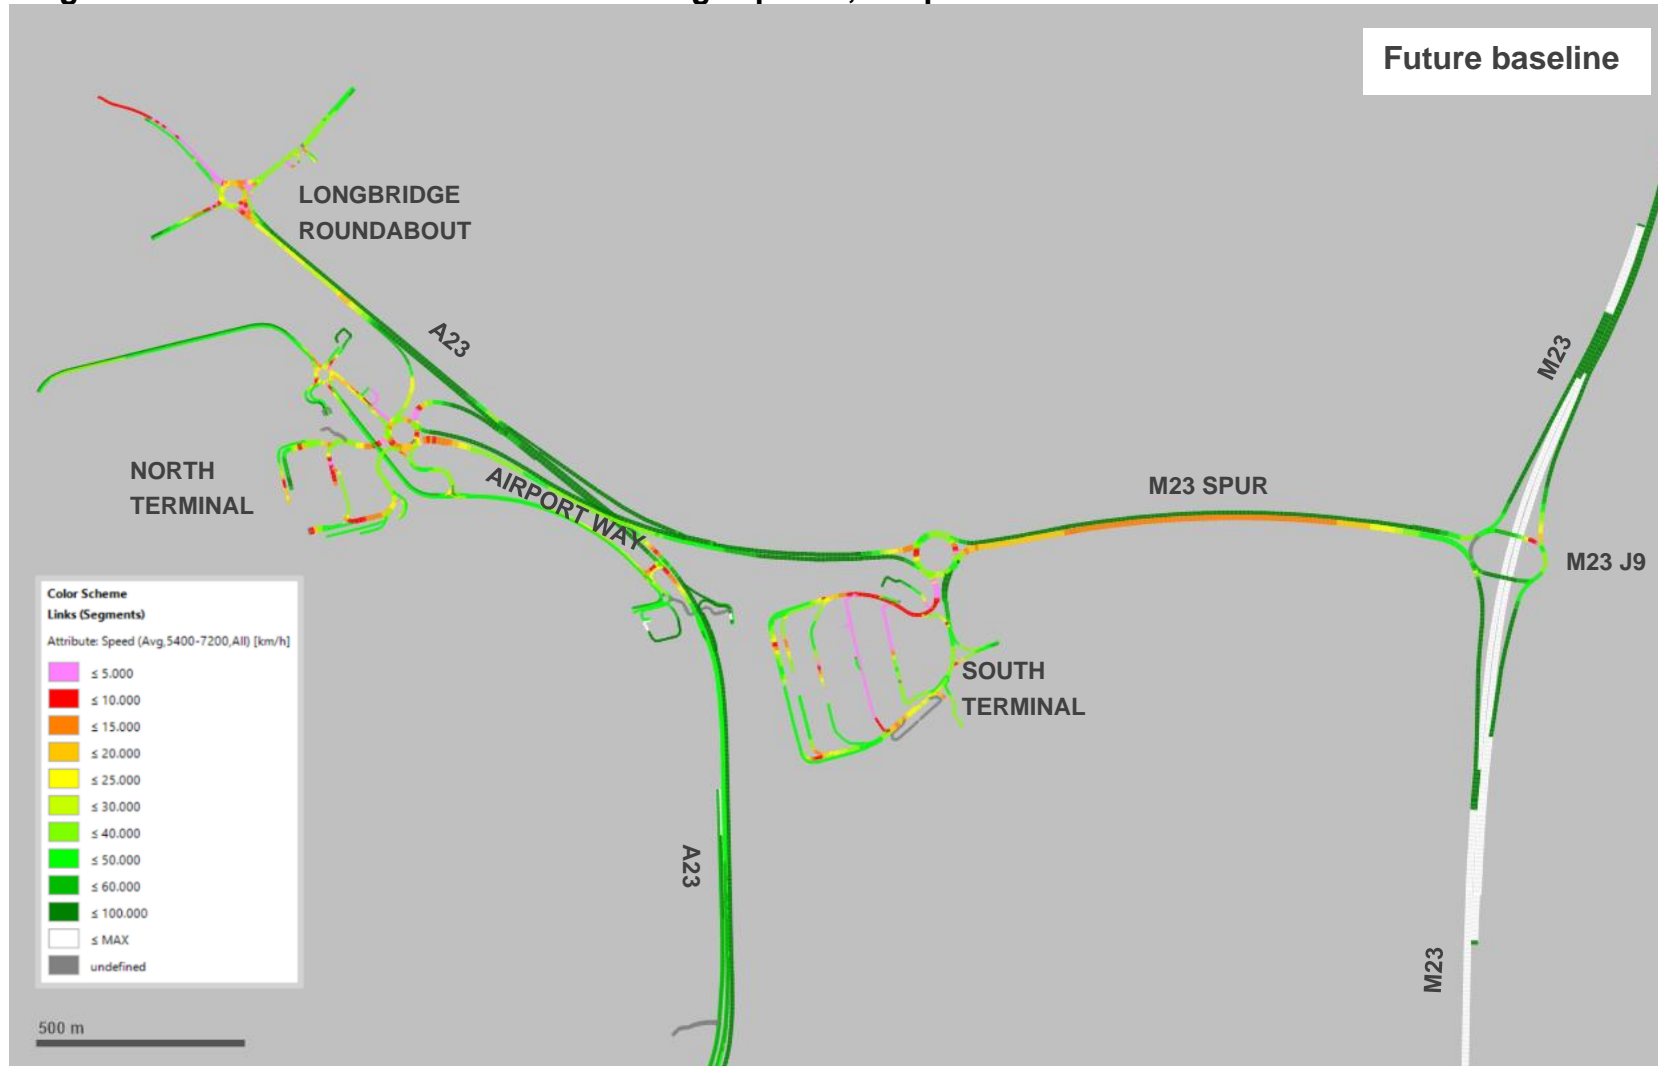 Future baseline
LONGBRIDGE
ROUNDABOUT
A23
M23
NORTH
TERMINAL
AIRPORT WAY
M23 SPUR
M23 J9
SOUTH
TERMINAL
A23
M23
Color Scheme
Links (Segments)
Attribute: Speed (Avg,5400-7200,All) [km/h]
≤ 5.000
≤ 10.000
≤ 15.000
≤ 20.000
≤ 25.000
≤ 30.000
≤ 40.000
≤ 50.000
≤ 60.000
≤ 100.000
≤ MAX
undefined
500 m